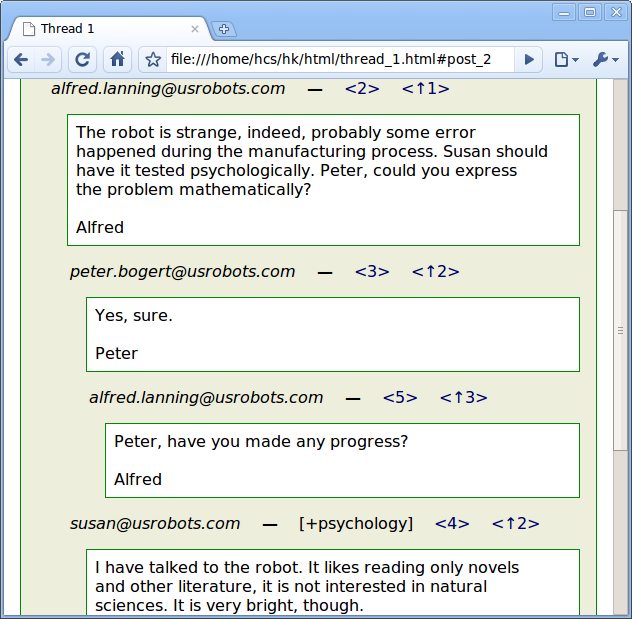 Thread 1
file:///home/hcs/hk/html/thread_1.html#post_2
alfred.lanning@usrobots.com — <2> <↑1>
The robot is strange, indeed, probably some error
happened during the manufacturing process. Susan should
have it tested psychologically. Peter, could you express
the problem mathematically?
Alfred
peter.bogert@usrobots.com — <3> <↑2>
Yes, sure.
Peter
alfred.lanning@usrobots.com — <5> <↑3>
Peter, have you made any progress?
Alfred
susan@usrobots.com — [+psychology] <4> <↑2>
I have talked to the robot. It likes reading only novels
and other literature, it is not interested in natural
sciences. It is very bright, though.